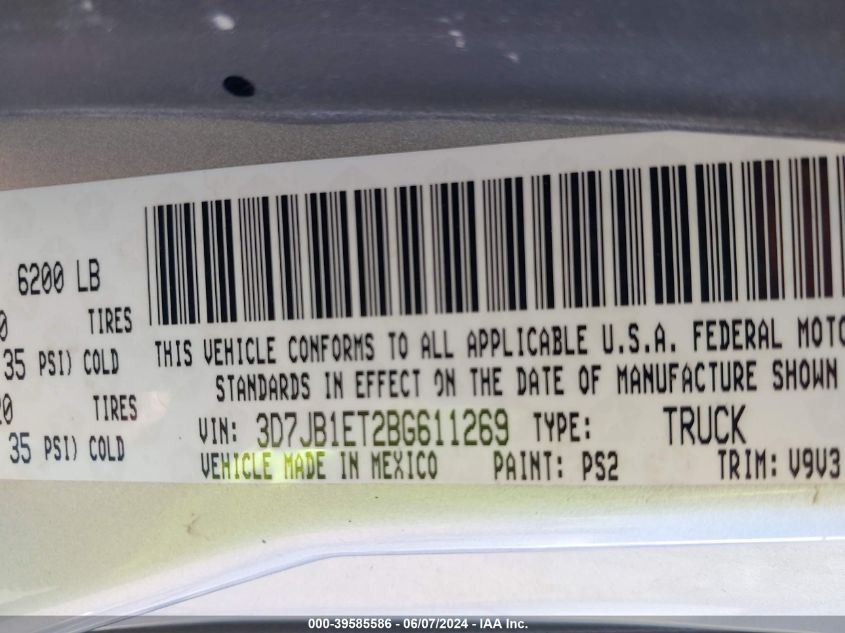 6200 LB
0 TIRES
35 PSI) COLD
20 TIRES
35 PSI) COLD
THIS VEHICLE CONFORMS TO ALL APPLICABLE U.S.A. FEDERAL MOTO
STANDARDS IN EFFECT ON THE DATE OF MANUFACTURE SHOWN
VIN: 3D7JB1ET2BG611269 TYPE: TRUCK
VEHICLE MADE IN MEXICO PAINT: PS2 TRIM: V9V3
000-39585586 - 06/07/2024 - IAA Inc.